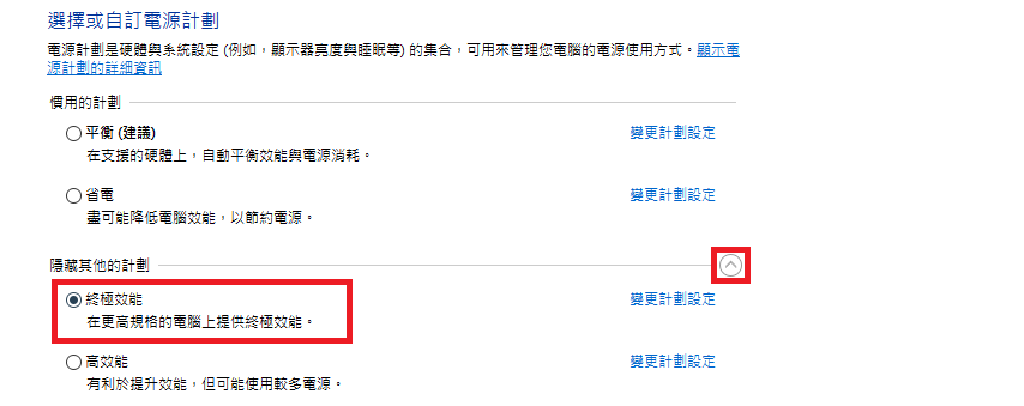 選擇或自訂電源計劃
電源計劃是硬體與系統設定 (例如，顯示器亮度與睡眠等) 的集合，可用來管理您電腦的電源使用方式。顯示電
源計劃的詳細資訊
慣用的計劃
平衡 (建議) 變更計劃設定
在支援的硬體上，自動平衡效能與電源消耗。
省電 變更計劃設定
盡可能降低電腦效能，以節約電源。
隱藏其他的計劃
終極效能 變更計劃設定
在更高規格的電腦上提供終極效能。
高效能 變更計劃設定
有利於提升效能，但可能使用較多電源。